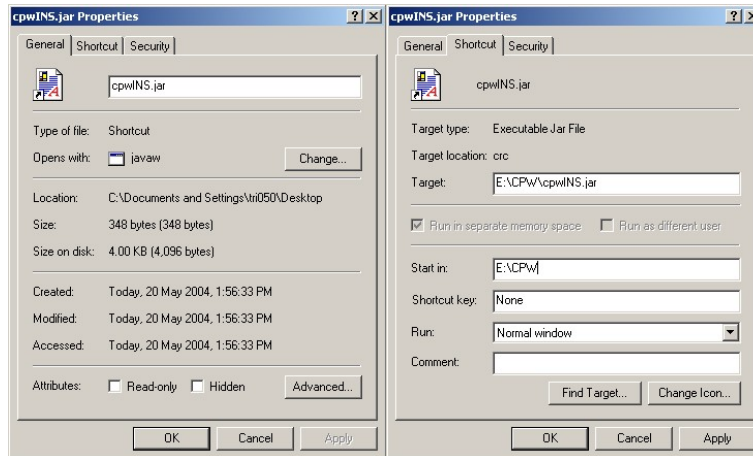 cpwINS.jar Properties
General Shortcut Security
cpwINS.jar
Type of file: Shortcut
Opens with: javaw Change...
Location: C:\Documents and Settings\tri050\Desktop
Size: 348 bytes (348 bytes)
Size on disk: 4.00 KB (4,096 bytes)
Created: Today, 20 May 2004, 1:56:33 PM
Modified: Today, 20 May 2004, 1:56:33 PM
Accessed: Today, 20 May 2004, 1:56:33 PM
Attributes: Read-only Hidden Advanced...
OK Cancel Apply
cpwINS.jar Properties
General Shortcut Security
cpwINS.jar
Target type: Executable Jar File
Target location: crc
Target: E:\CPW\cpwINS.jar
Run in separate memory space Run as different user
Start in: E:\CPW
Shortcut key: None
Run: Normal window
Comment:
Find Target... Change Icon...
OK Cancel Apply